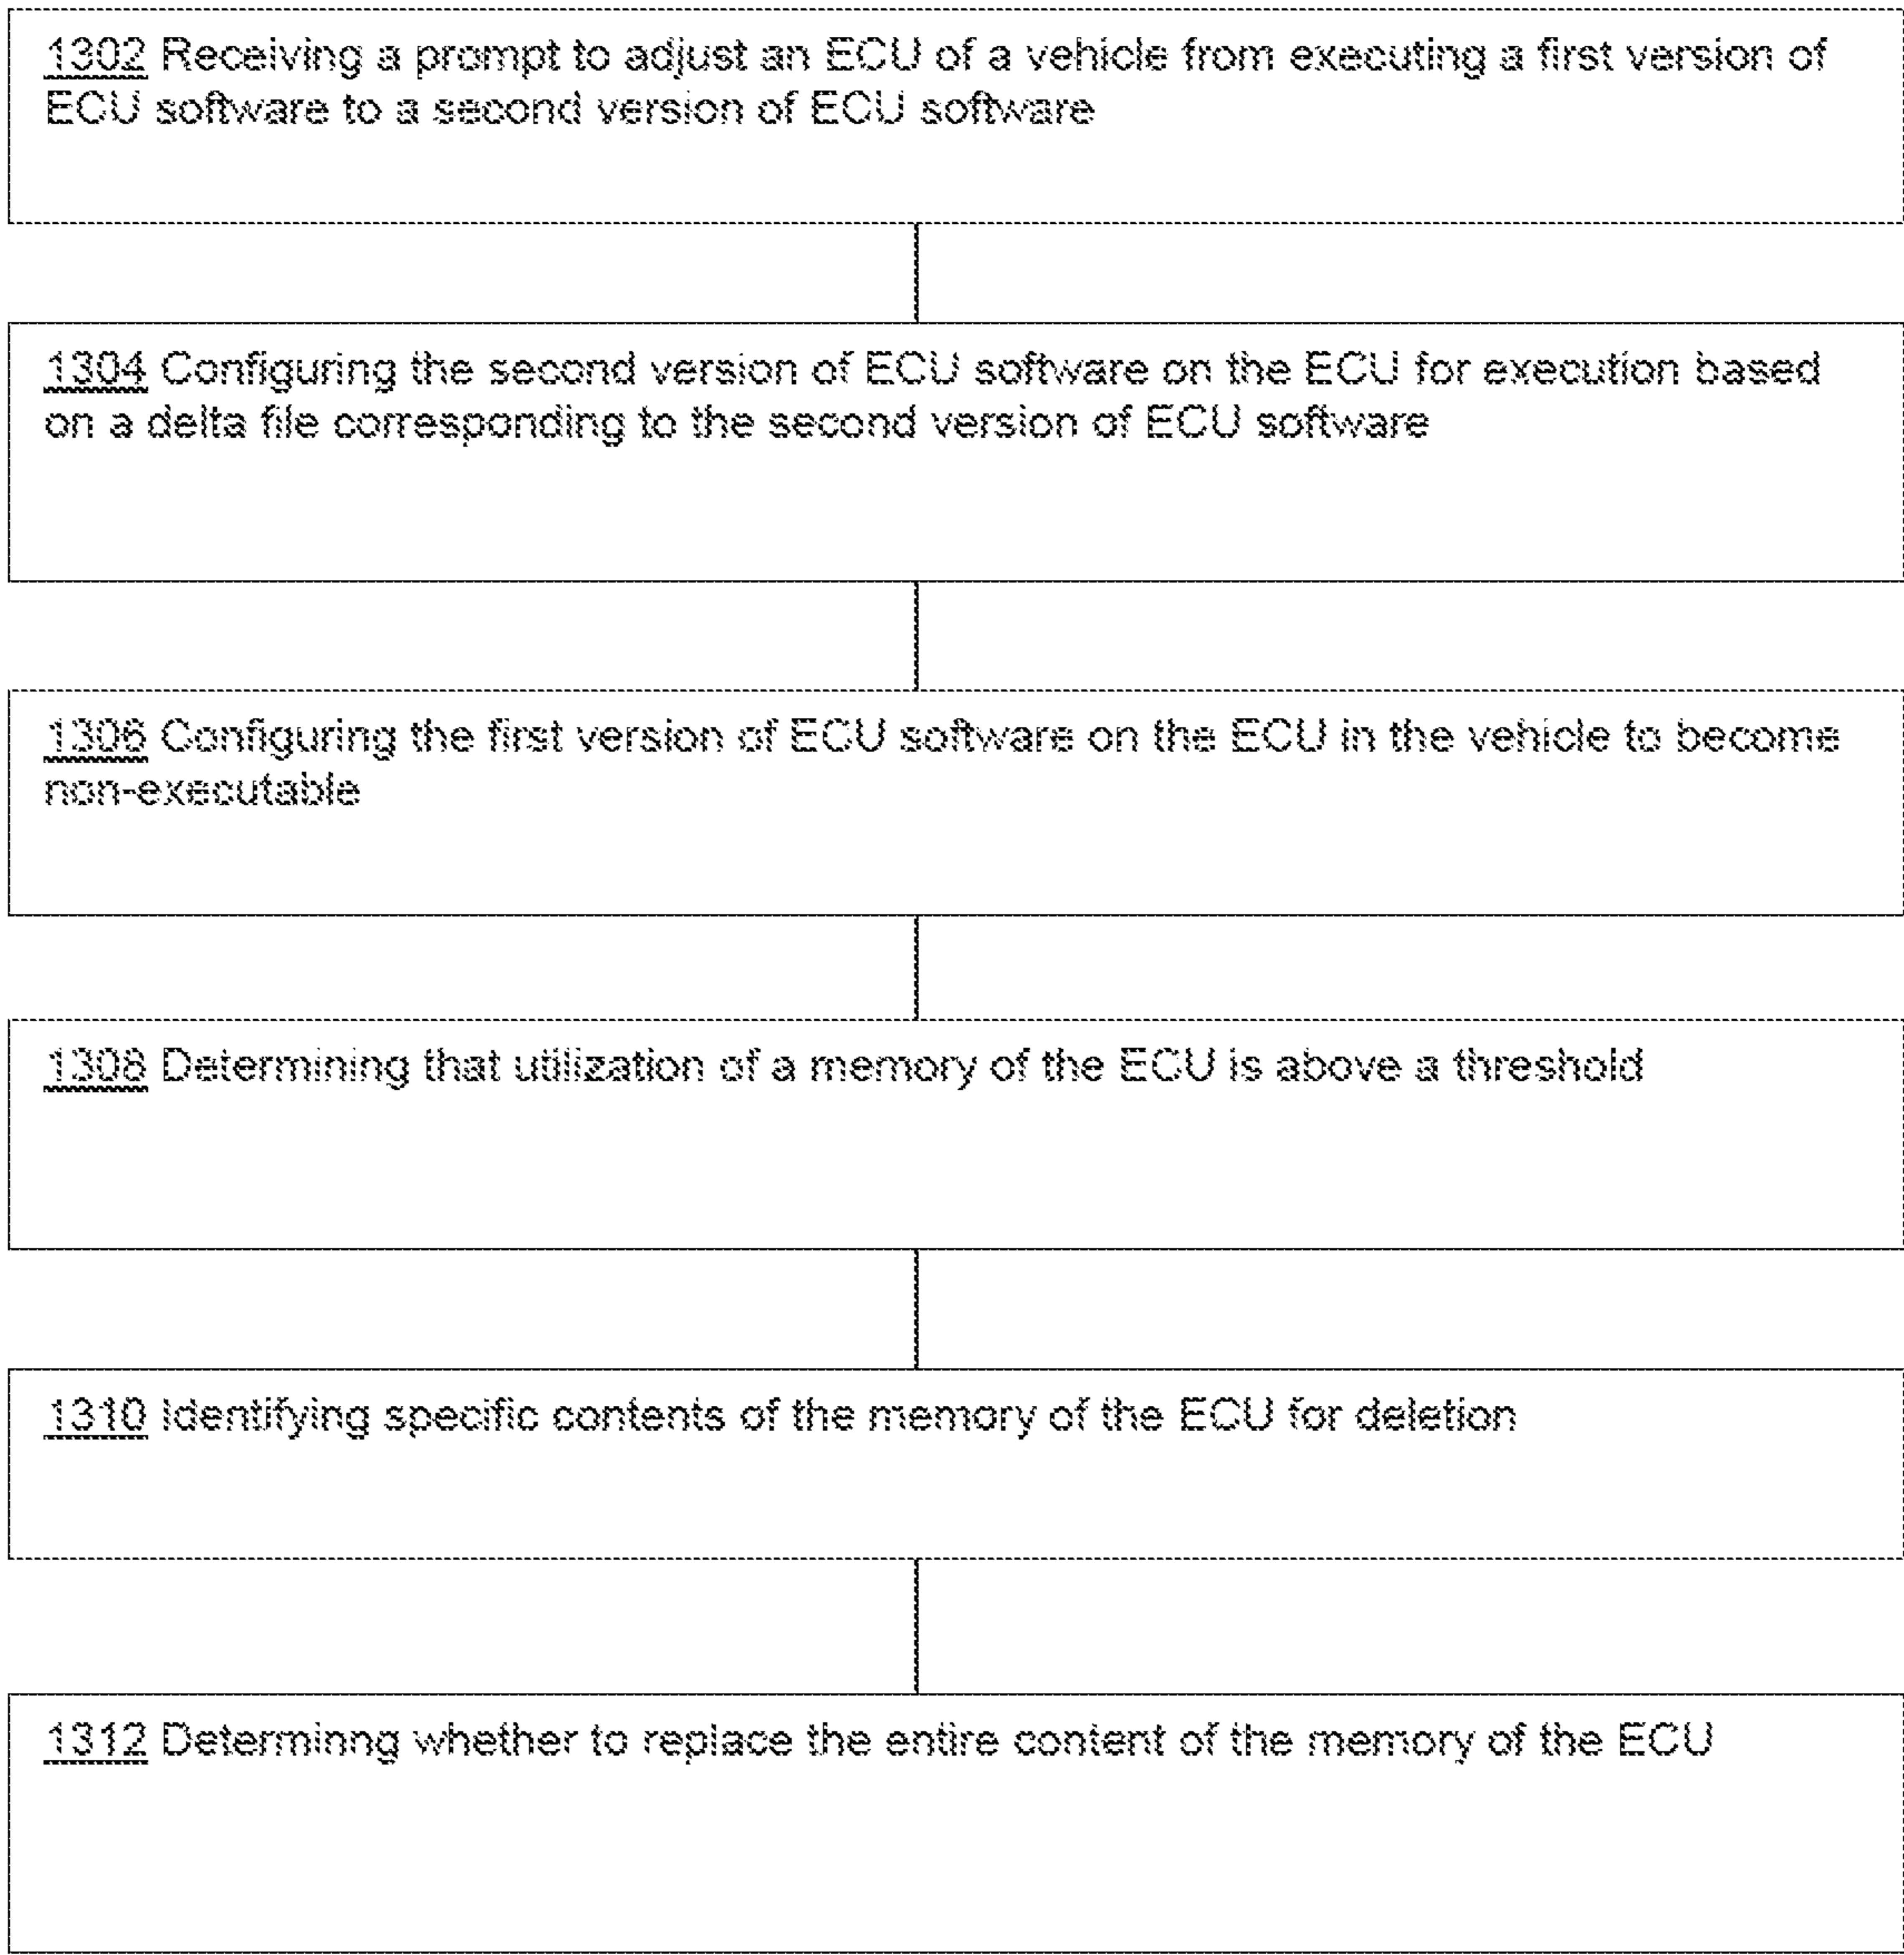 1302 Receiving a prompt to adjust an ECU of a vehicle from executing a first version of
ECU software to a second version of ECU software
1304 Configuring the second version of ECU software on the ECU for execution based
on a delta file corresponding to the second version of ECU software
1306 Configuring the first version of ECU software on the ECU in the vehicle to become
non-executable
1308 Determining that utilization of a memory of the ECU is above a threshold
1310 Identifying specific contents of the memory of the ECU for deletion
1312 Determinng whether to replace the entire content of the memory of the ECU